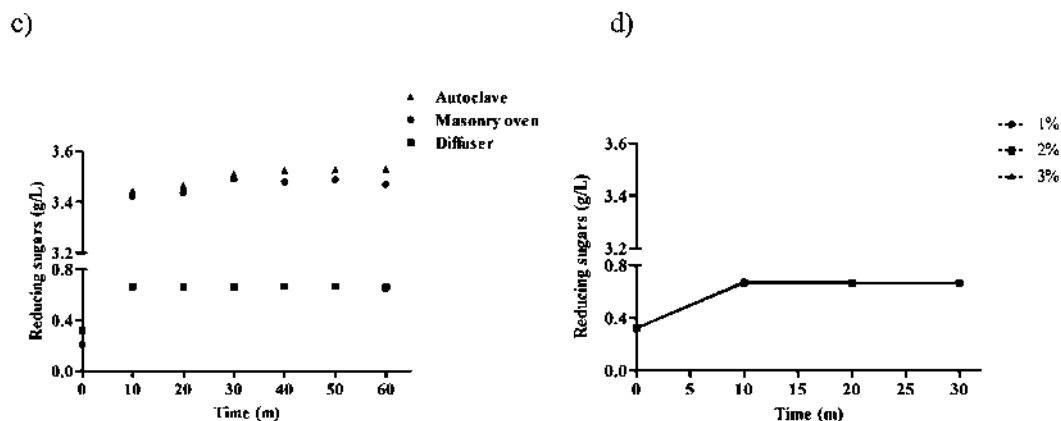 c)
Autoclave
Masonry oven
Diffuser
Reducing sugars (g/L)
3.6
3.4
3.2
0.8
0.4
0.0
0 10 20 30 40 50 60
Time (m)
d)
1%
2%
3%
Reducing sugars (g/L)
3.6
3.4
3.2
0.8
0.4
0.0
0 5 10 15 20 25 30
Time (m)